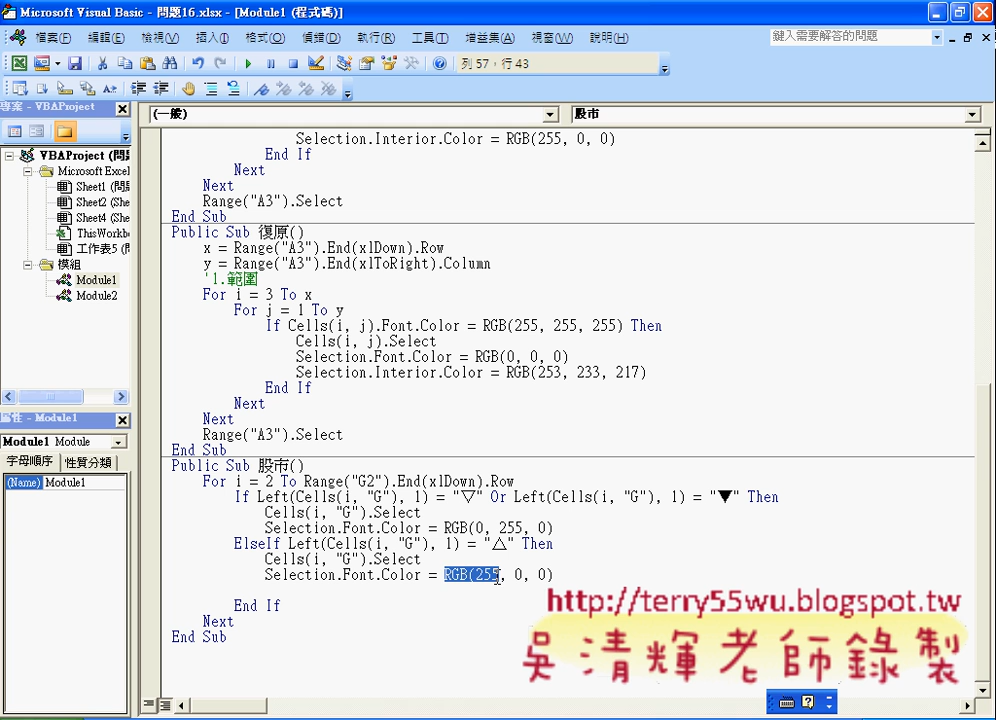 Microsoft Visual Basic - 問題16.xlsx - [Module1 (程式碼)]
檔案(F) 編輯(E) 檢視(V) 插入(I) 格式(O) 偵錯(D) 執行(R) 工具(T) 增益集(A) 視窗(W) 說明(H) 鍵入需要解答的問題
列 57，行 43
專案 - VBAProject
(一般) 股市
VBAProject (問
Microsoft Excel
Sheet1 (問
Sheet2 (She
Sheet4 (She
ThisWorkb
工作表5 (問
模組
Module1
Module2
屬性 - Module1
Module1 Module
字母順序 性質分類
(Name) Module1
Selection.Interior.Color = RGB(255, 0, 0)
End If
Next
Next
Range("A3").Select
End Sub
Public Sub 復原()
x = Range("A3").End(xlDown).Row
y = Range("A3").End(xlToRight).Column
'1.範圍
For i = 3 To x
For j = 1 To y
If Cells(i, j).Font.Color = RGB(255, 255, 255) Then
Cells(i, j).Select
Selection.Font.Color = RGB(0, 0, 0)
Selection.Interior.Color = RGB(253, 233, 217)
End If
Next
Next
Range("A3").Select
End Sub
Public Sub 股市()
For i = 2 To Range("G2").End(xlDown).Row
If Left(Cells(i, "G"), 1) = "▽" Or Left(Cells(i, "G"), 1) = "▼" Then
Cells(i, "G").Select
Selection.Font.Color = RGB(0, 255, 0)
ElseIf Left(Cells(i, "G"), 1) = "△" Then
Cells(i, "G").Select
Selection.Font.Color = RGB(255, 0, 0)
End If
Next
End Sub
http://terry55wu.blogspot.tw
吳清輝老師錄製